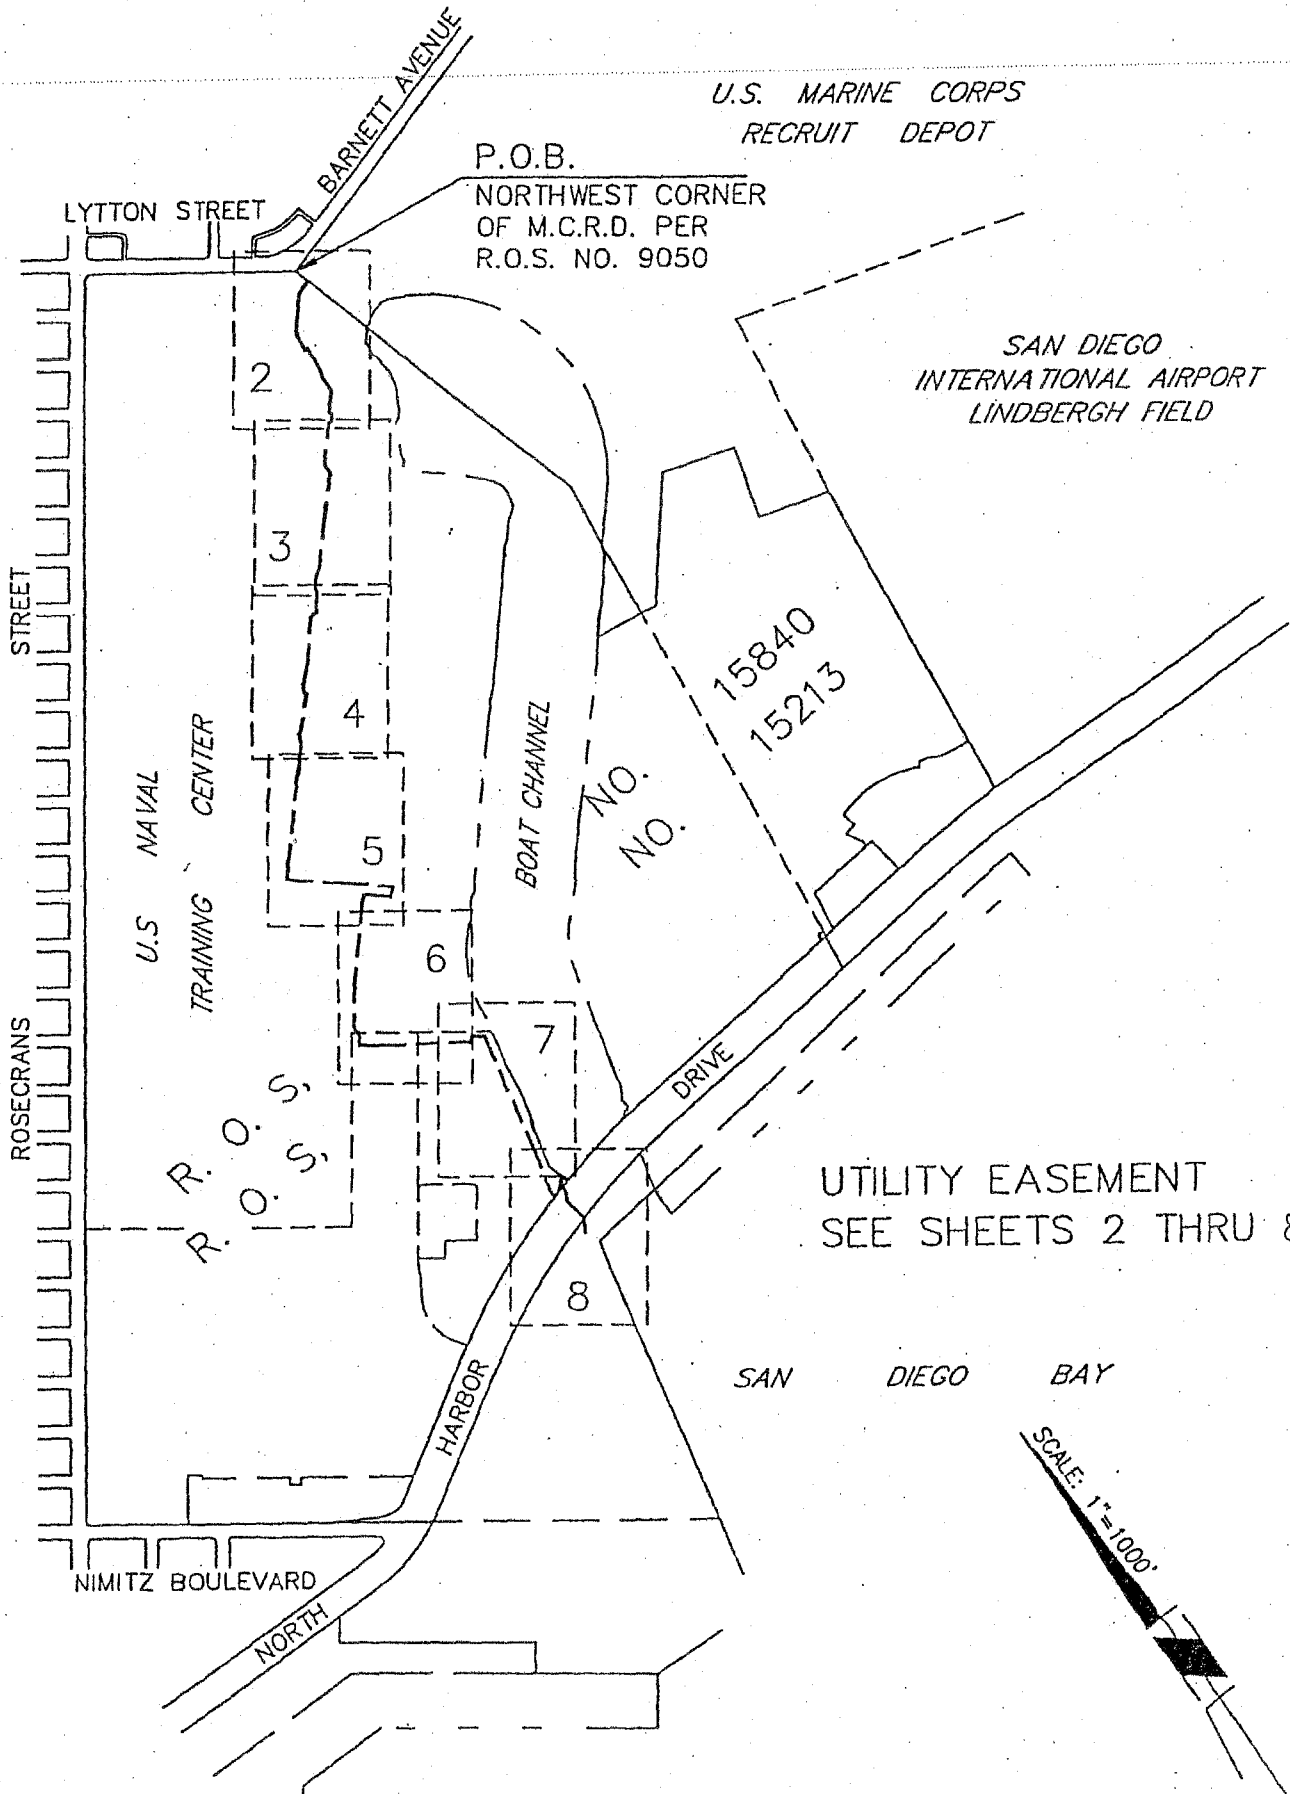 BARNETT AVENUE
U.S. MARINE CORPS
RECRUIT DEPOT
P.O.B.
NORTHWEST CORNER
OF M.C.R.D. PER
R.O.S. NO. 9050
LYTTON STREET
SAN DIEGO
INTERNATIONAL AIRPORT
LINDBERGH FIELD
2
3
4
5
6
7
8
ROSECRANS STREET
U.S NAVAL
TRAINING CENTER
BOAT CHANNEL
R. O. S. NO. 15840
R. O. S. NO. 15213
UTILITY EASEMENT
SEE SHEETS 2 THRU 8
SAN DIEGO BAY
NORTH HARBOR DRIVE
NIMITZ BOULEVARD
SCALE: 1"=1000'